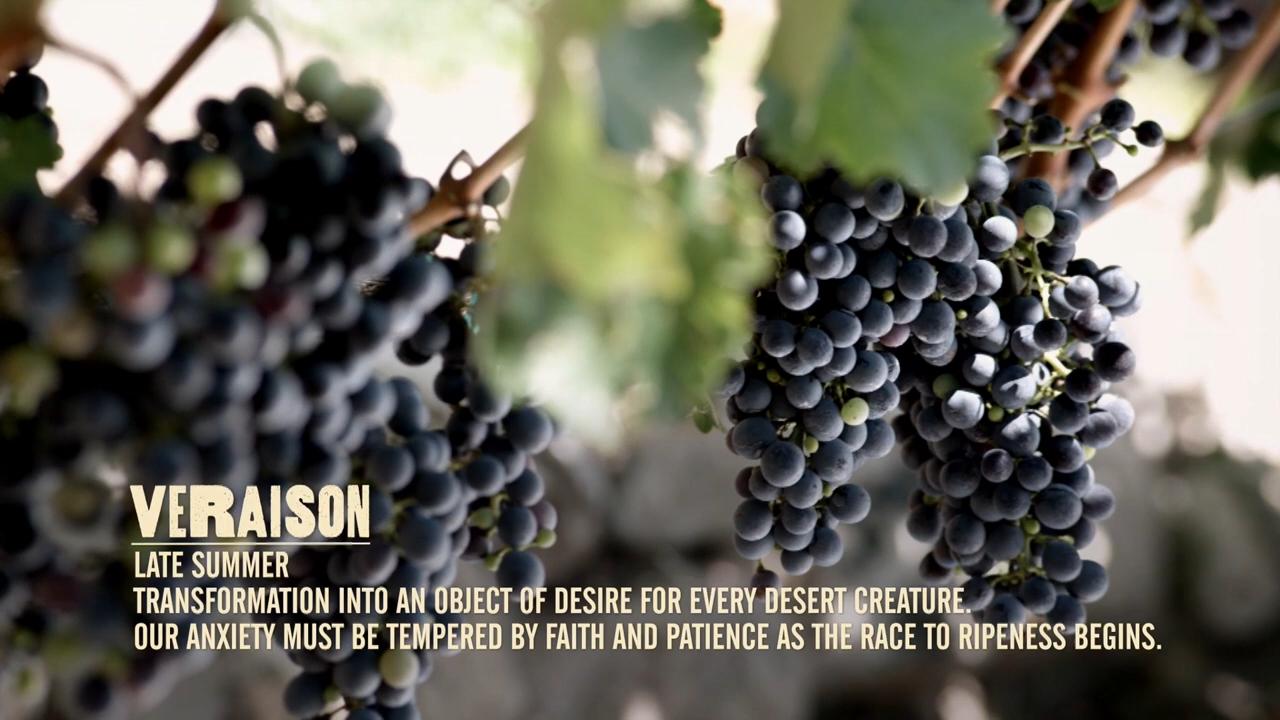 VERAISON
LATE SUMMER
TRANSFORMATION INTO AN OBJECT OF DESIRE FOR EVERY DESERT CREATURE.
OUR ANXIETY MUST BE TEMPERED BY FAITH AND PATIENCE AS THE RACE TO RIPENESS BEGINS.